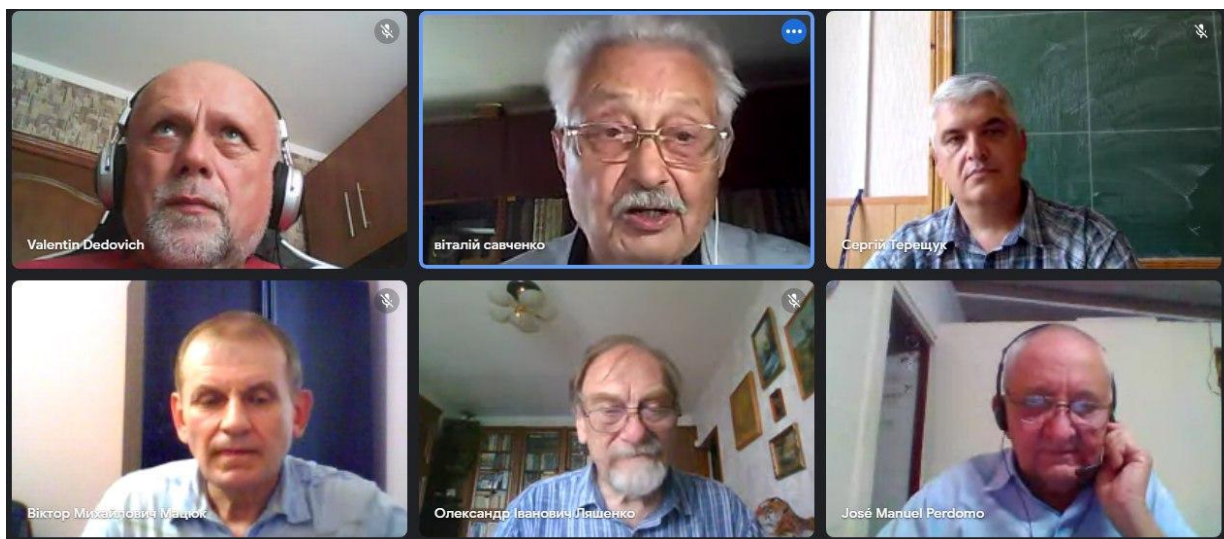 Valentin Dedovich
віталій савченко
Сергій Терещук
Віктор Михайлович Мацюк
Олександр Іванович Ляшенко
José Manuel Perdomo